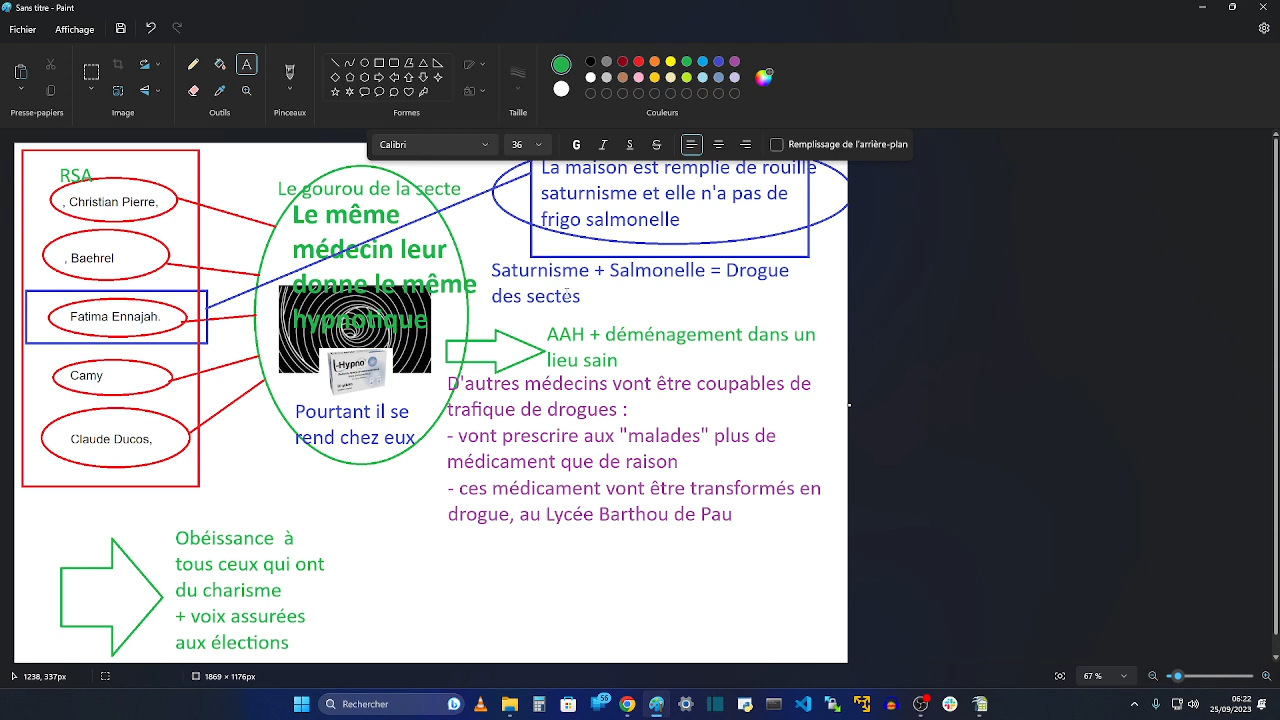 Sans titre - Paint
Fichier Affichage
Presse-papiers Image Outils Pinceaux Formes Taille Couleurs
Calibri 36 G I S S Remplissage de l'arrière-plan
RSA
, Christian Pierre,
, Baehrel
Fatima Ennajah.
Camy
Claude Ducos,
Le gourou de la secte
Le même
médecin leur
donne le même
hypnotique
L-Hypno
Pourtant il se
rend chez eux
La maison est remplie de rouille
saturnisme et elle n'a pas de
frigo salmonelle
Saturnisme + Salmonelle = Drogue
des sectes
AAH + déménagement dans un
lieu sain
D'autres médecins vont être coupables de
trafique de drogues :
- vont prescrire aux "malades" plus de
médicament que de raison
- ces médicament vont être transformés en
drogue, au Lycée Barthou de Pau
Obéissance à
tous ceux qui ont
du charisme
+ voix assurées
aux élections
1238, 337px 1869 × 1176px 67 %
Rechercher
56
06:22
25/09/2023